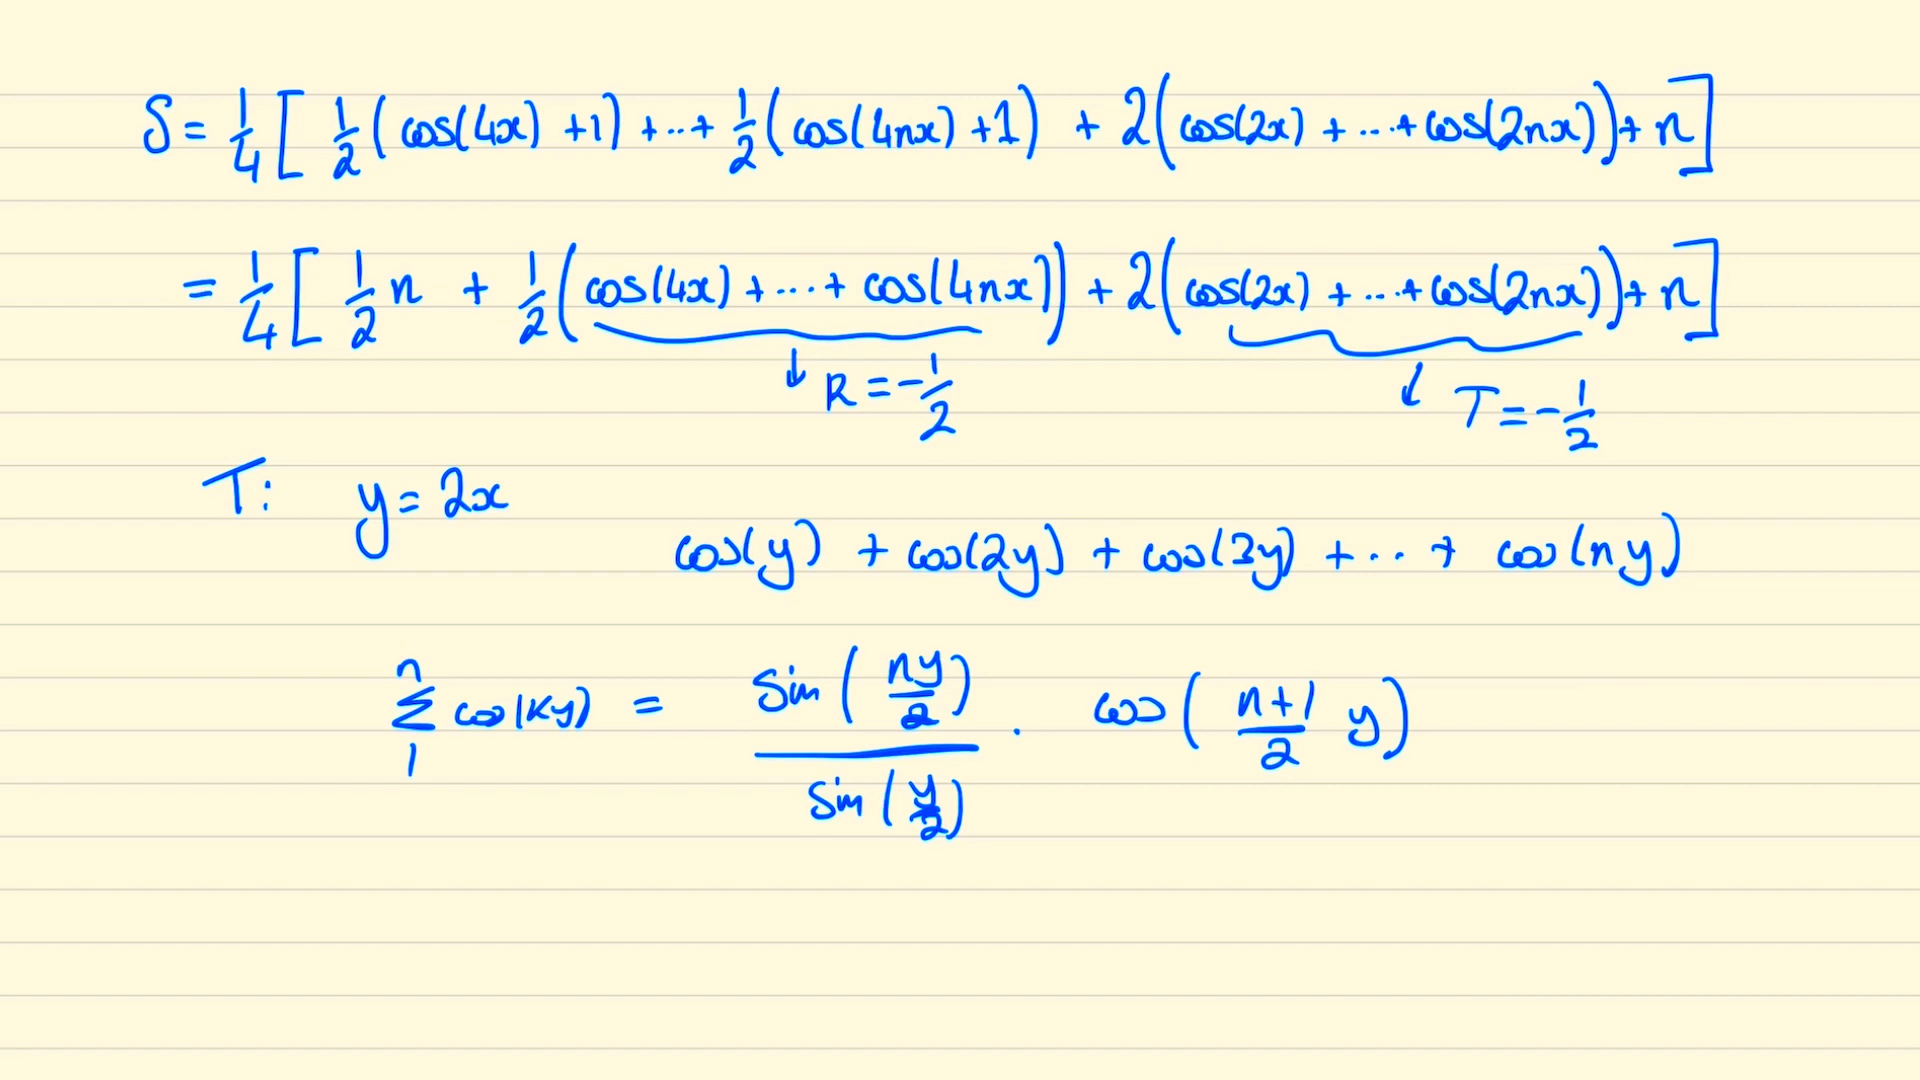 S = 1/4 [ 1/2 (cos(4x) + 1) + ... + 1/2 (cos(4nx) + 1) + 2(cos(2x) + ... + cos(2nx)) + n ]
= 1/4 [ 1/2 n + 1/2 (cos(4x) + ... + cos(4nx)) + 2(cos(2x) + ... + cos(2nx)) + n ]
↓ R = -1/2
↓ T = -1/2
T: y = 2x
cos(y) + cos(2y) + cos(3y) + ... + cos(ny)
∑_1^n cos(ky) = sin(ny/2) / sin(y/2) . cos(n+1/2 y)